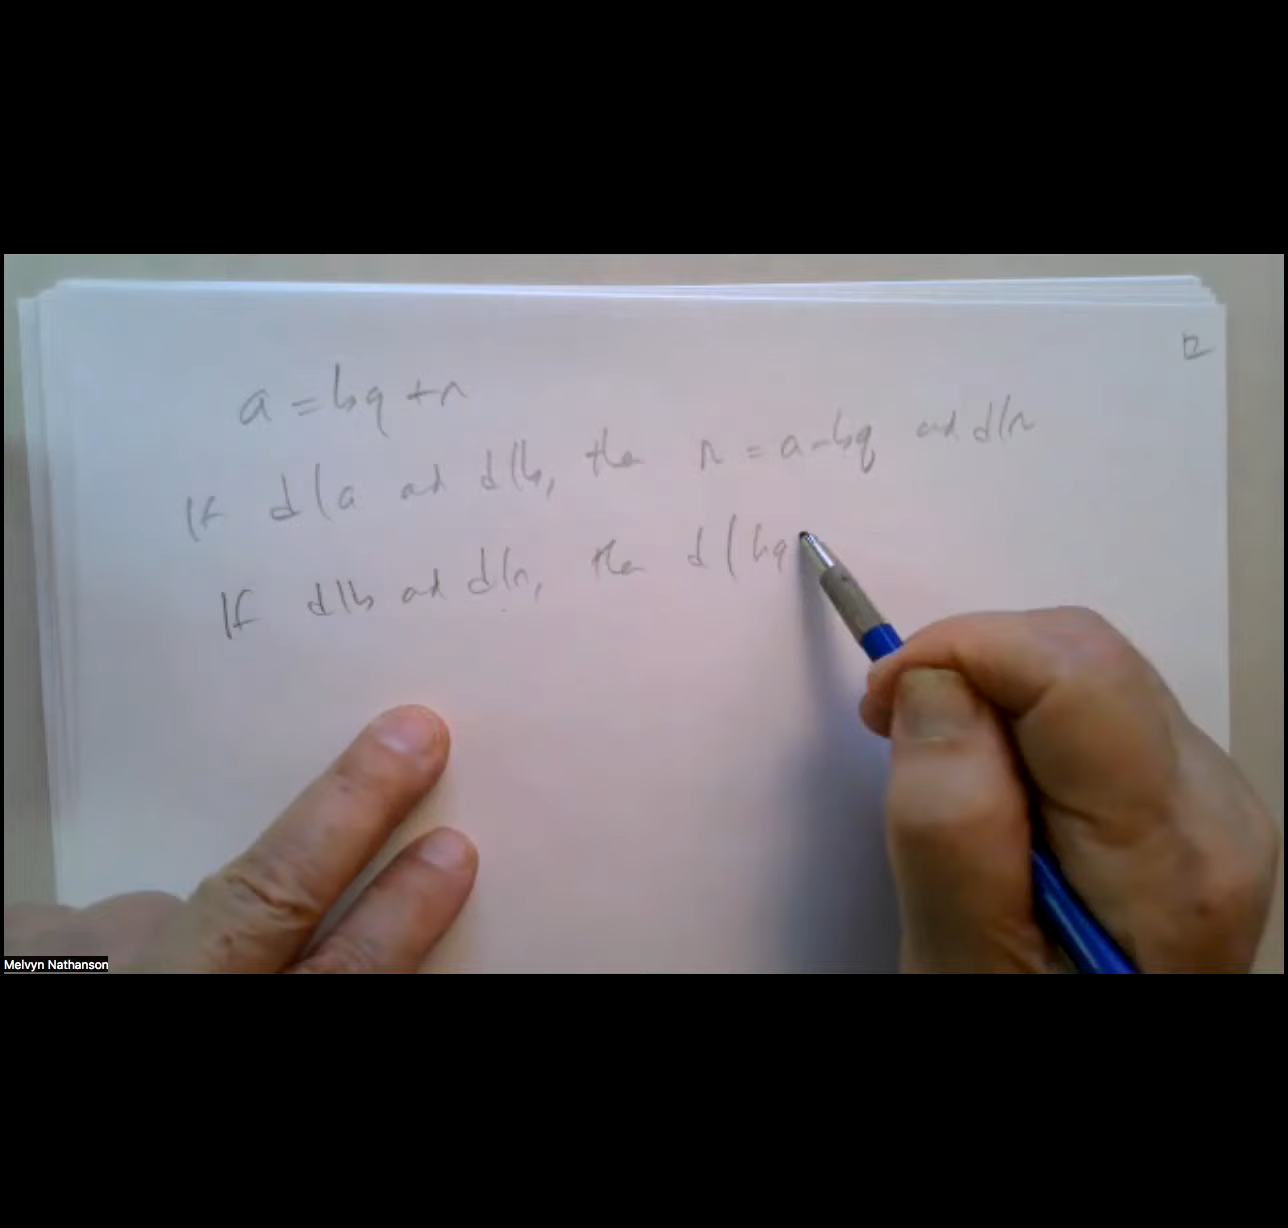 12
a = bq + r
If d|a and d|b, then r = a - bq and d|r
If d|b and d|r, then d|bq
Melvyn Nathanson